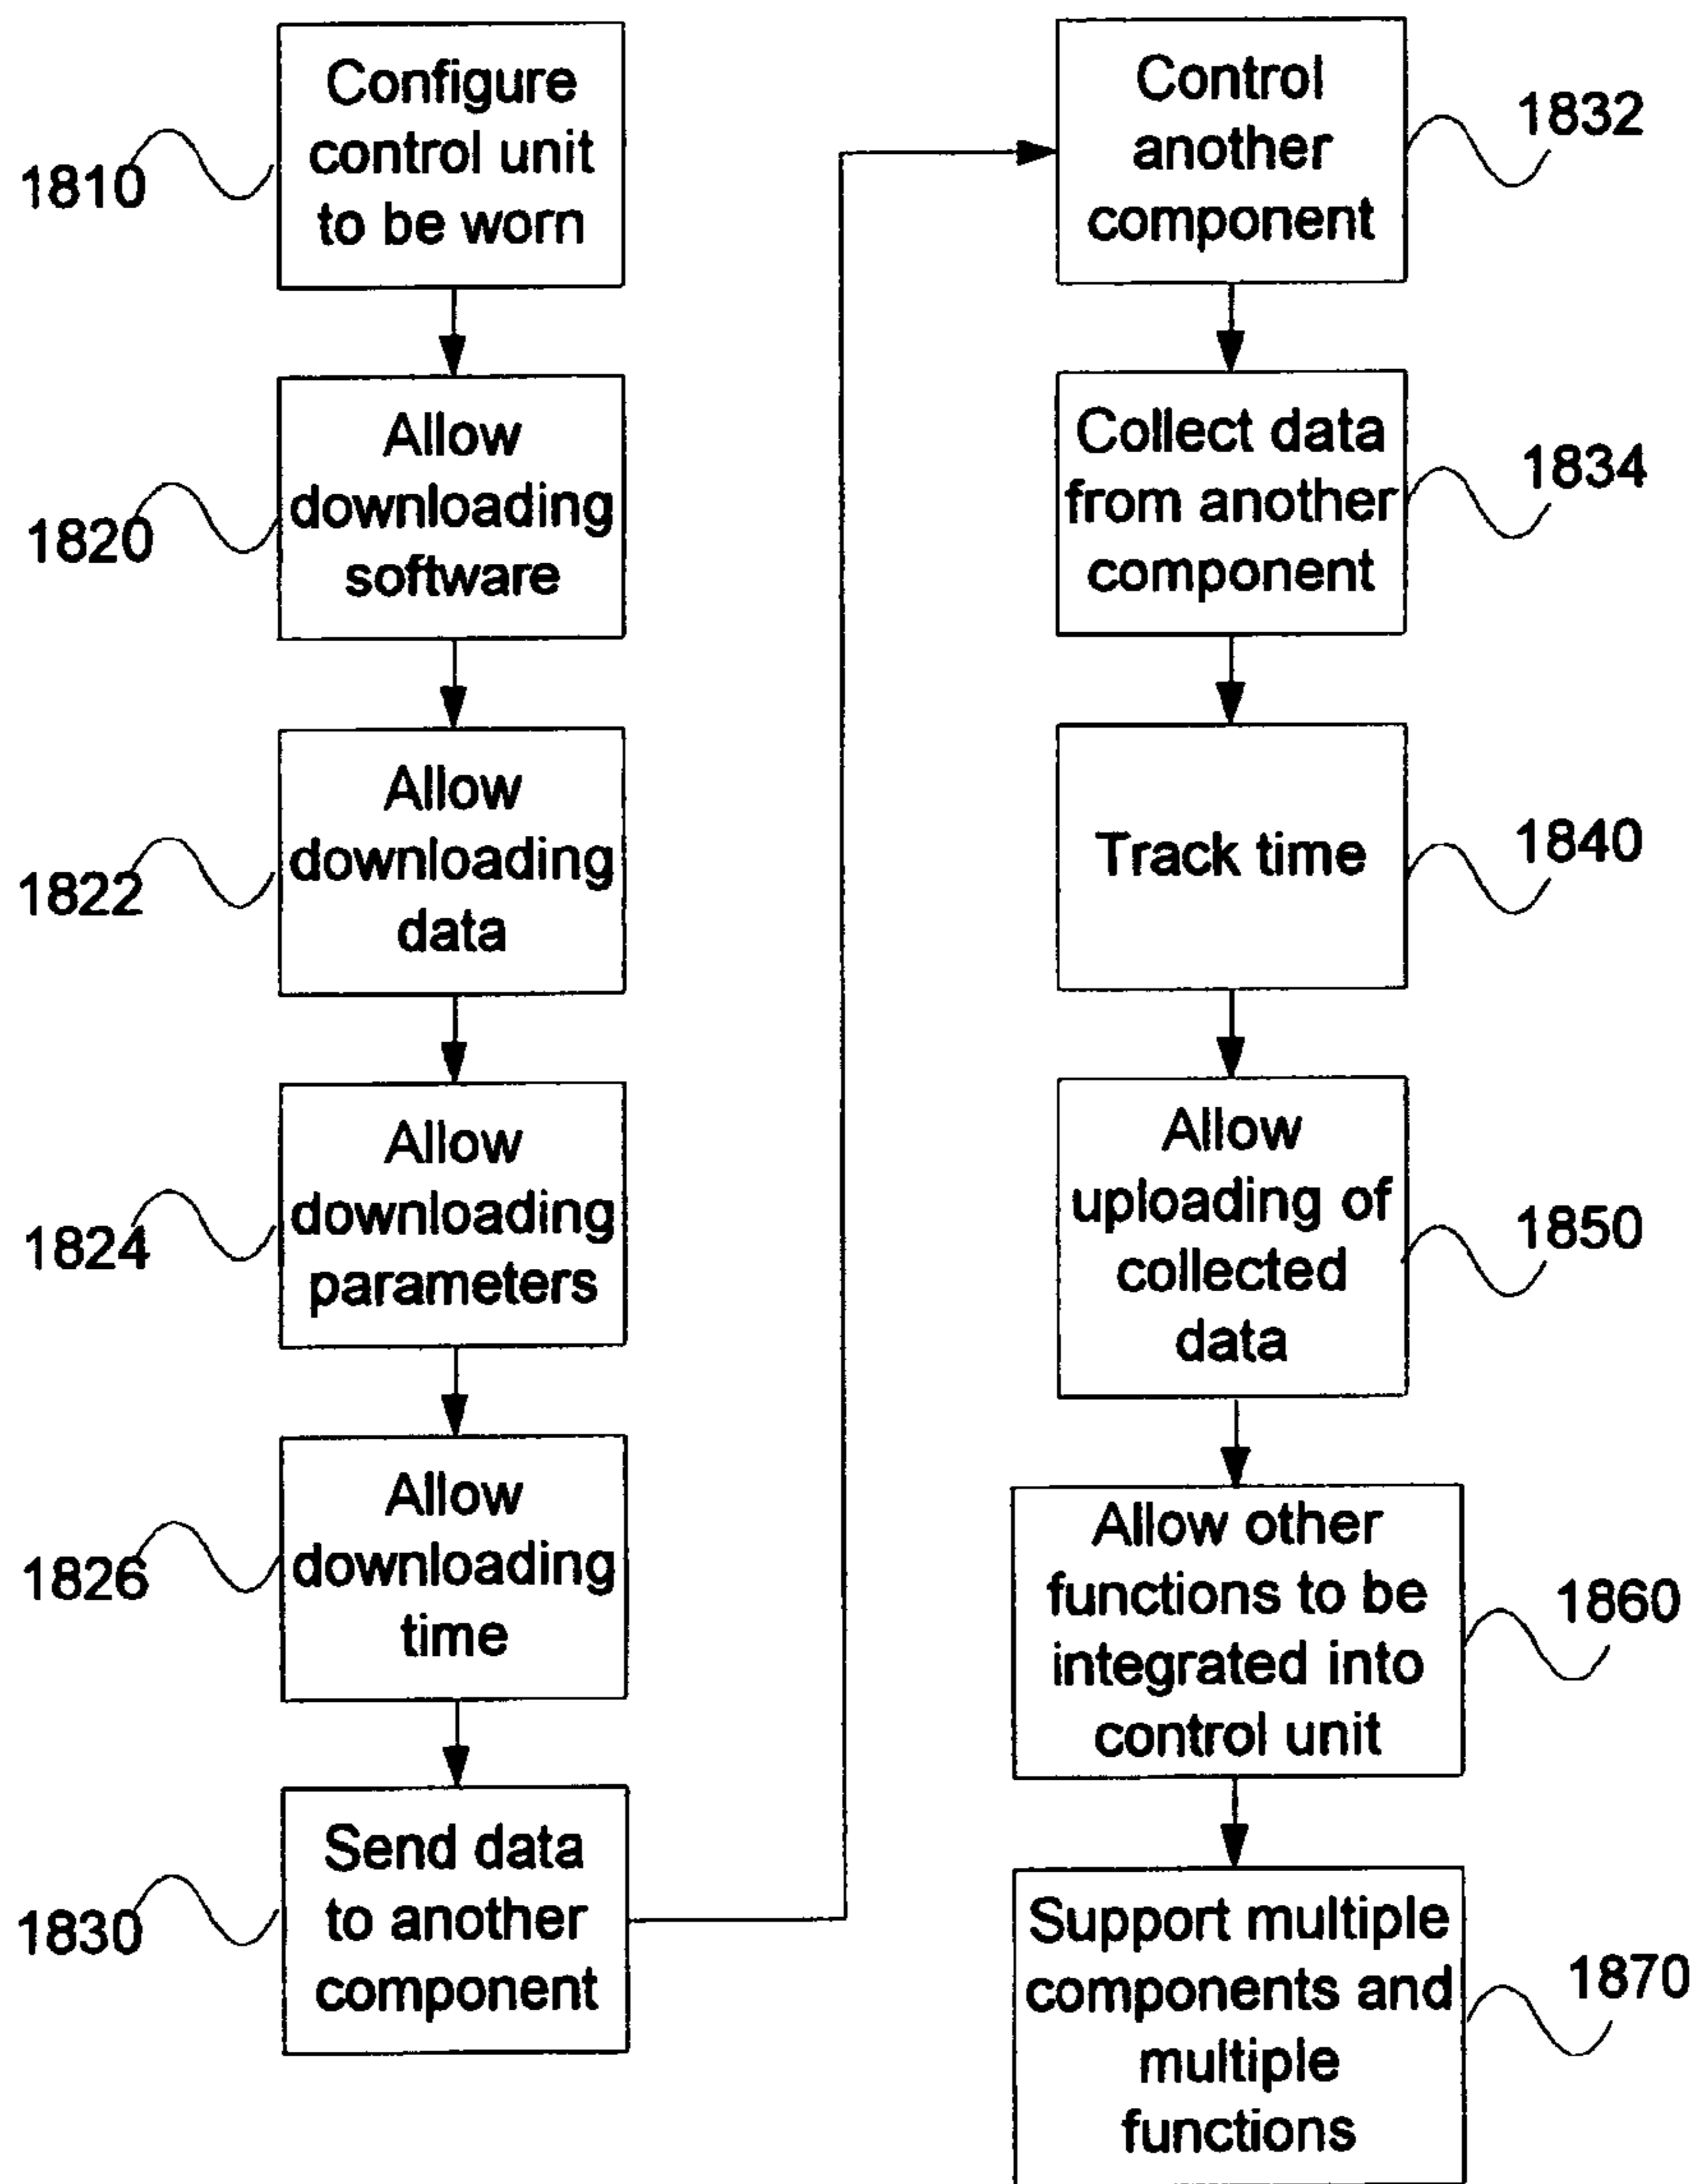 Configure
control unit
to be worn
1810
Allow
downloading
software
1820
Allow
downloading
data
1822
Allow
downloading
parameters
1824
Allow
downloading
time
1826
Send data
to another
component
1830
Control
another
component
1832
Collect data
from another
component
1834
Track time
1840
Allow
uploading of
collected
data
1850
Allow other
functions to be
integrated into
control unit
1860
Support multiple
components and
multiple
functions
1870